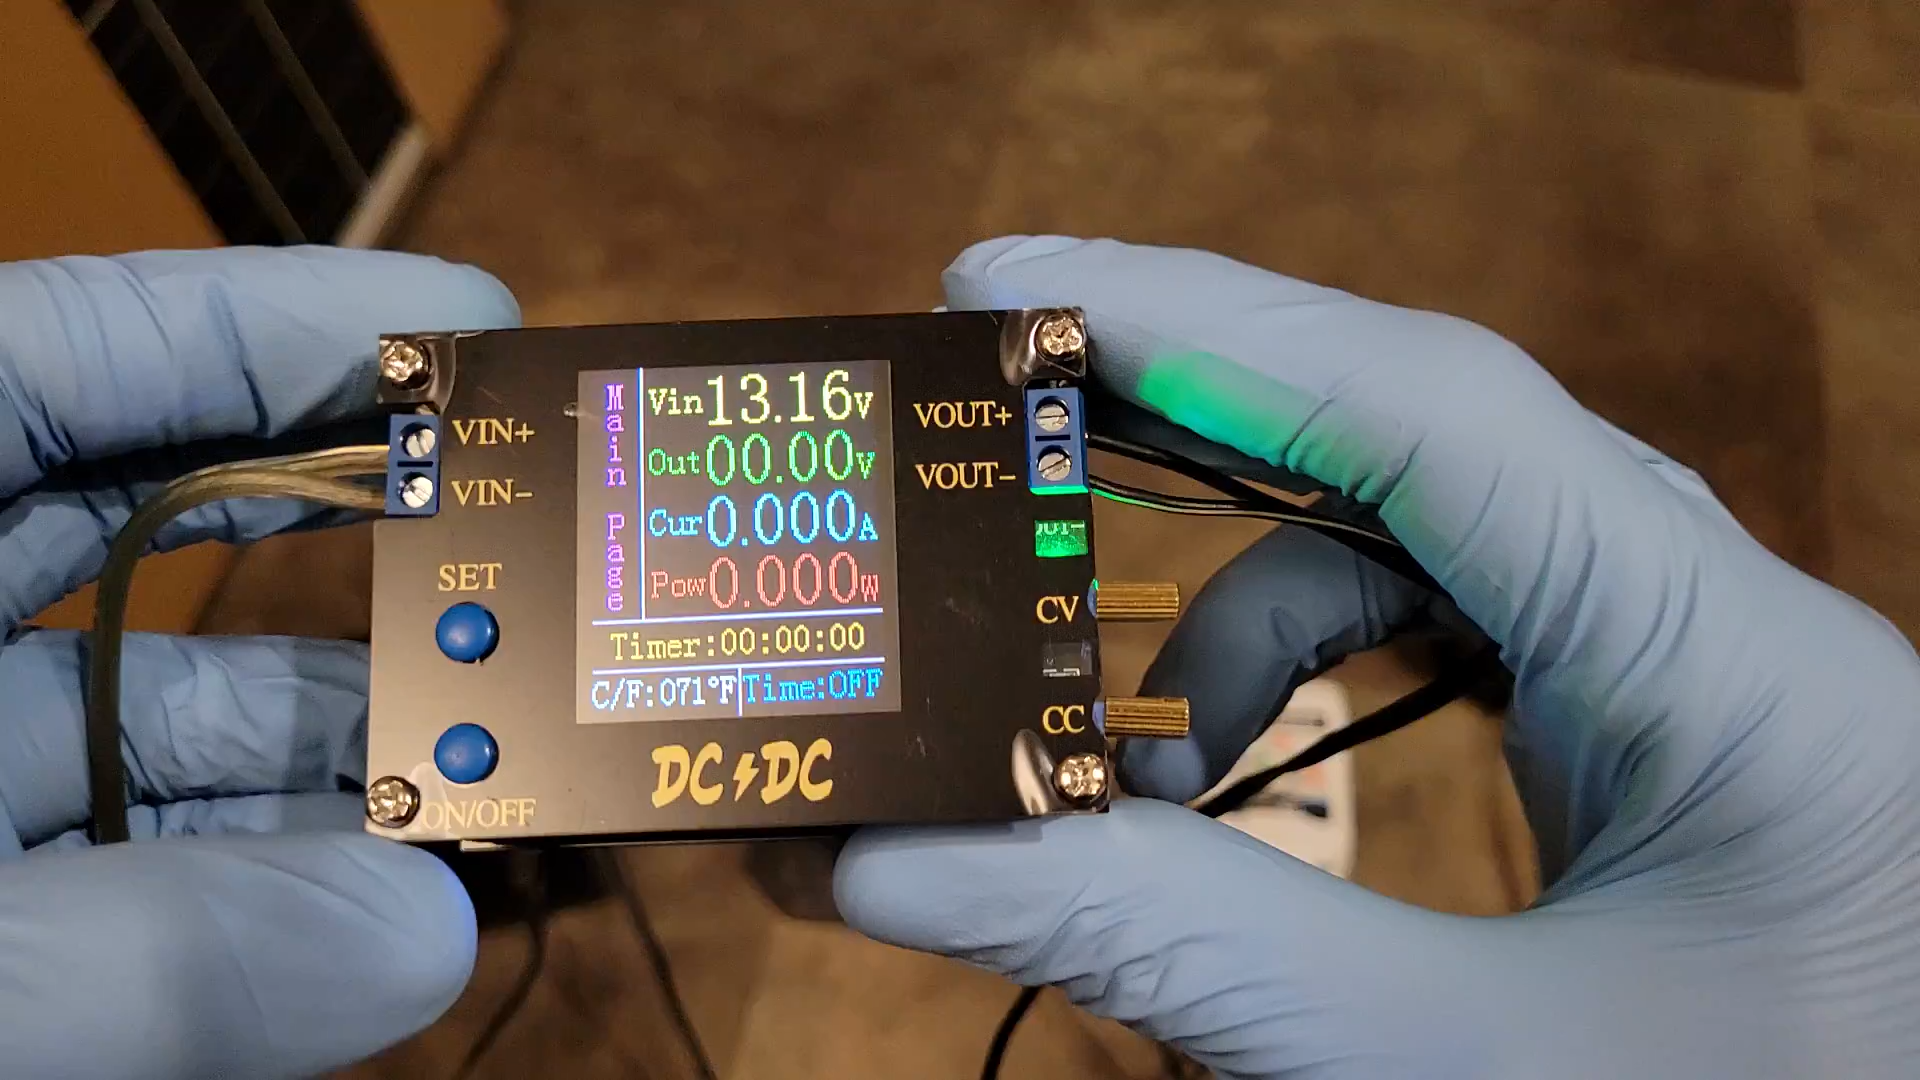 VIN+
VIN−
SET
ON/OFF
Main Page
Vin 13.16V
Out 00.00V
Cur 0.000A
Pow 0.000W
Timer:00:00:00
C/F:071°F Time:OFF
DC DC
VOUT+
VOUT−
CV
CC